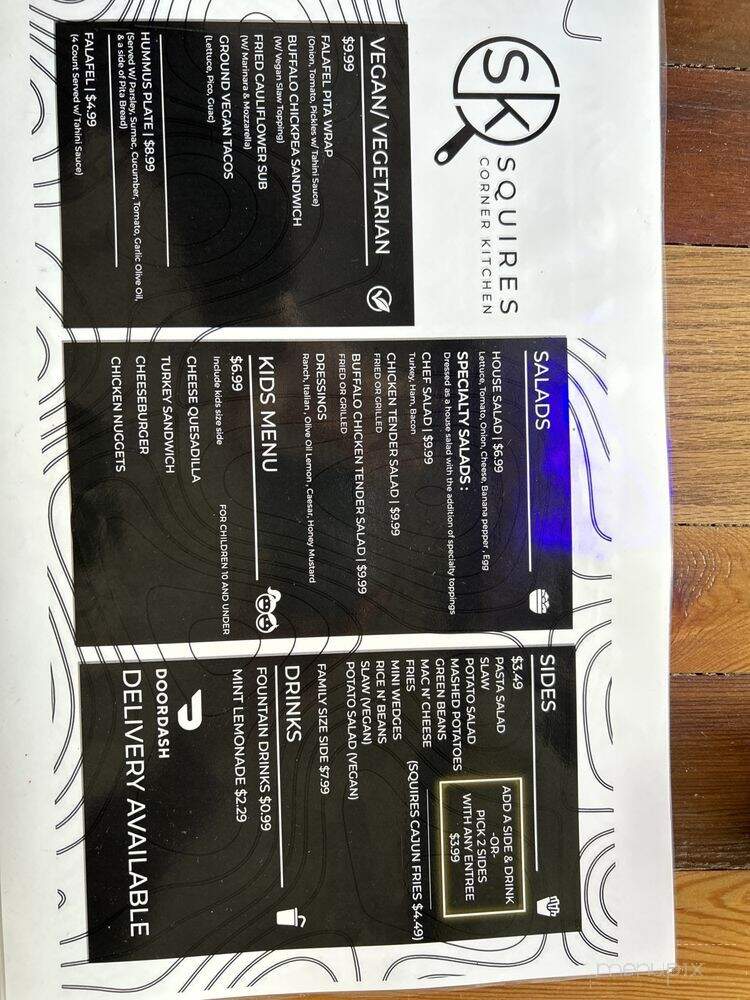 SK
SQUIRES
CORNER KITCHEN
VEGAN/ VEGETARIAN
$9.99
FALAFEL PITA WRAP
(Onion, Tomato, Pickles w/ Tahini Sauce)
BUFFALO CHICKPEA SANDWICH
(W/ Vegan Slaw Topping)
FRIED CAULIFLOWER SUB
(W/ Marinara & Mozzarella)
GROUND VEGAN TACOS
(Lettuce, Pico, Guac)
HUMMUS PLATE | $8.99
(Served W/ Parsley, Sumac, Cucumber, Tomato, Garlic Olive Oil,
& a side of Pita Bread)
FALAFEL | $4.99
(4 Count Served w/ Tahini Sauce)
SALADS
HOUSE SALAD | $6.99
Lettuce, Tomato, Onion, Cheese, Banana pepper, Egg
SPECIALTY SALADS :
Dressed as a house salad with the addition of specialty toppings
CHEF SALAD | $9.99
Turkey, Ham, Bacon
CHICKEN TENDER SALAD | $9.99
FRIED OR GRILLED
BUFFALO CHICKEN TENDER SALAD | $9.99
FRIED OR GRILLED
DRESSINGS
Ranch, Italian, Olive Oil Lemon, Caesar, Honey Mustard
KIDS MENU
$6.99
Include kids size side
FOR CHILDREN 10 AND UNDER
CHEESE QUESADILLA
TURKEY SANDWICH
CHEESEBURGER
CHICKEN NUGGETS
SIDES
$3.49
PASTA SALAD
SLAW
POTATO SALAD
MASHED POTATOES
GREEN BEANS
MAC N' CHEESE
FRIES (SQUIRES CAJUN FRIES $4.49)
MINI WEDGES
RICE N' BEANS
SLAW (VEGAN)
POTATO SALAD (VEGAN)
FAMILY SIZE SIDE $7.99
ADD A SIDE & DRINK
-OR-
PICK 2 SIDES
WITH ANY ENTREE
$3.99
DRINKS
FOUNTAIN DRINKS $0.99
MINT LEMONADE $2.29
DOORDASH
DELIVERY AVAILABLE
menupix